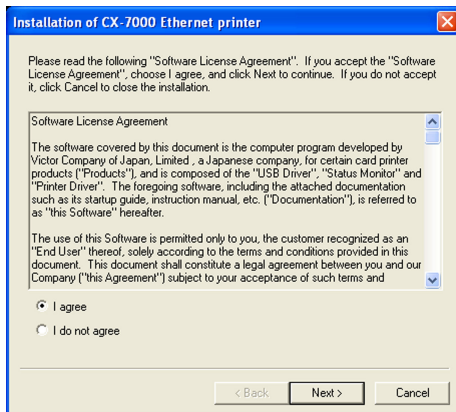 Installation of CX-7000 Ethernet printer
Please read the following "Software License Agreement". If you accept the "Software
License Agreement", choose I agree, and click Next to continue. If you do not accept
it, click Cancel to close the installation.
Software License Agreement
The software covered by this document is the computer program developed by
Victor Company of Japan, Limited , a Japanese company, for certain card printer
products ("Products"), and is composed of the "USB Driver", "Status Monitor" and
"Printer Driver". The foregoing software, including the attached documentation
such as its startup guide, instruction manual, etc. ("Documentation"), is referred to
as "this Software" hereafter.
The use of this Software is permitted only to you, the customer recognized as an
"End User" thereof, solely according to the terms and conditions provided in this
document. This document shall constitute a legal agreement between you and our
Company ("this Agreement") subject to your acceptance of such terms and
I agree
I do not agree
< Back
Next >
Cancel